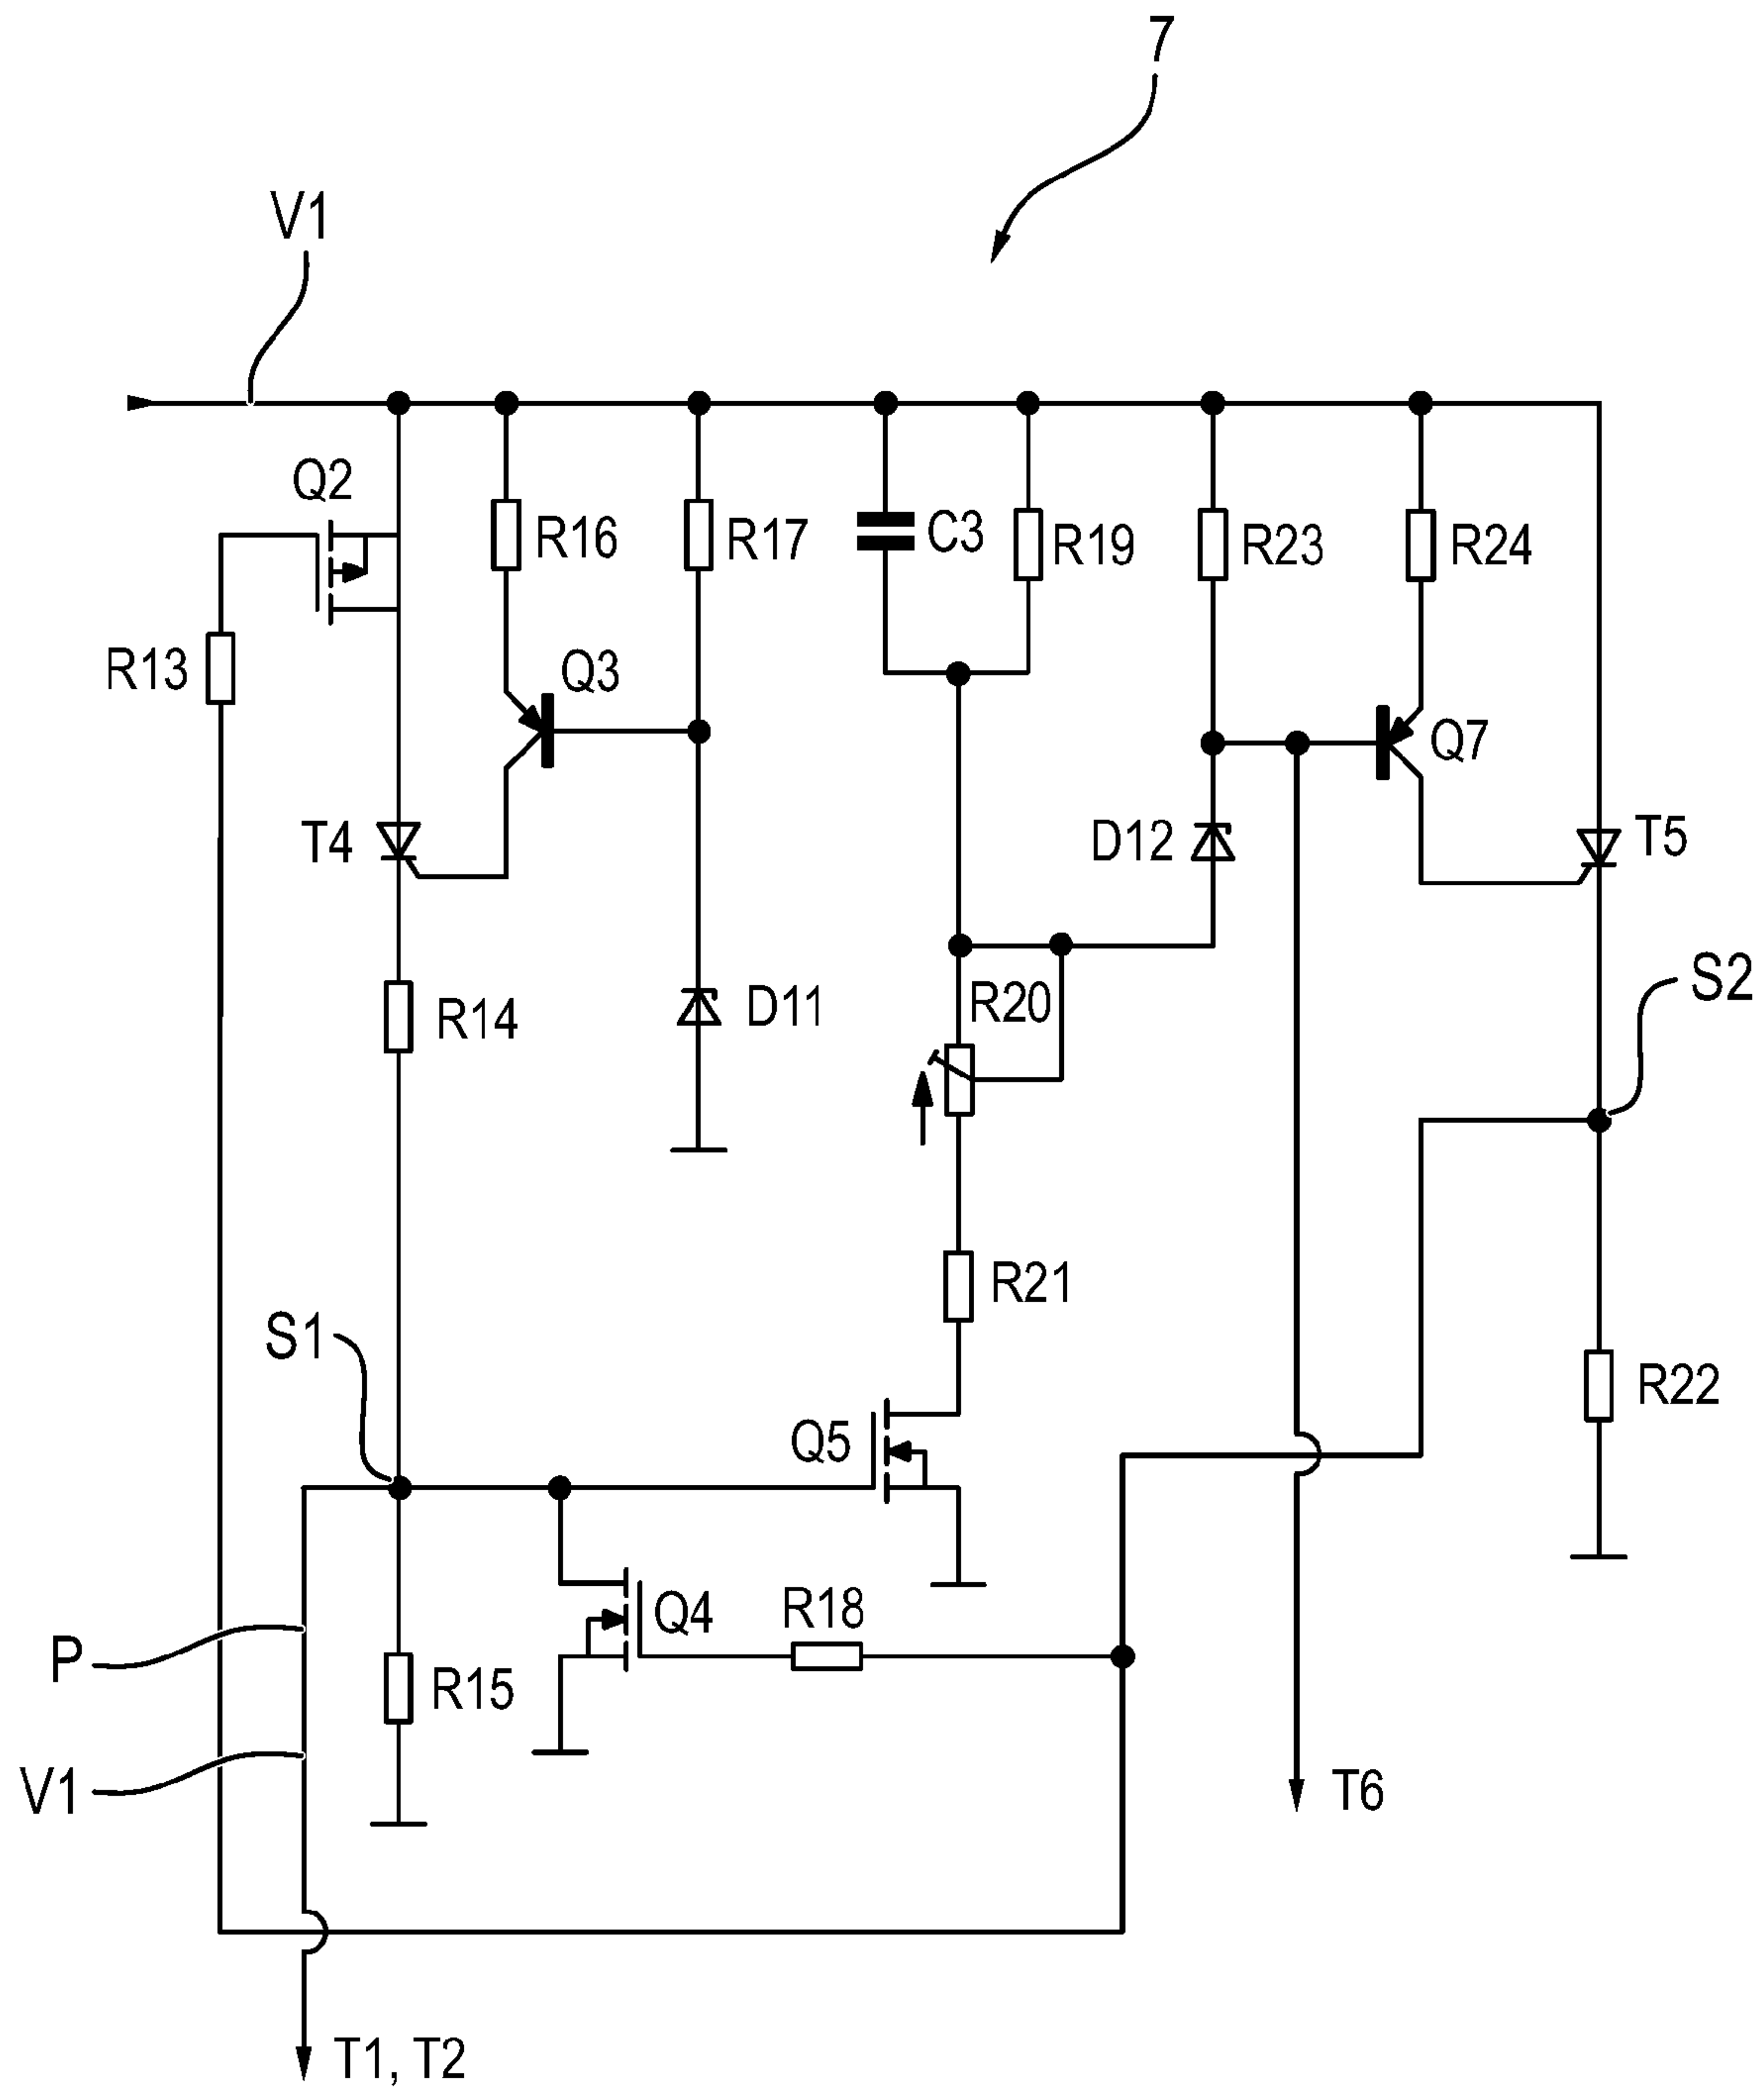 7
V1
Q2
R16
R17
C3
R19
R23
R24
R13
Q3
Q7
T4
D12
T5
S2
R14
D11
R20
R21
S1
R22
Q5
Q4
R18
P
R15
V1
T6
T1, T2